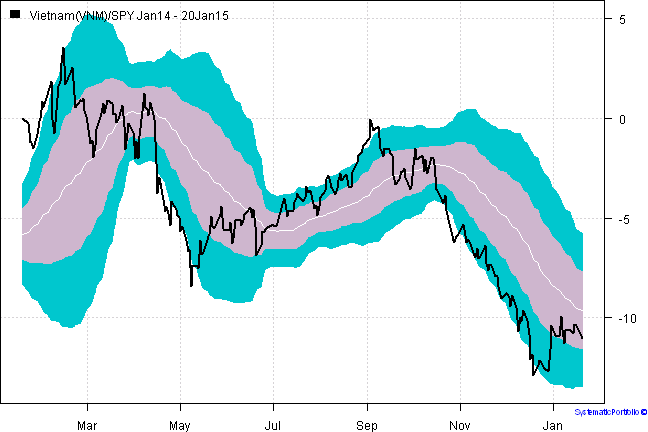 Vietnam(VNM)/SPY Jan14 - 20Jan15
5
0
-5
-10
Mar May Jul Sep Nov Jan
SystematicPortfolio ©